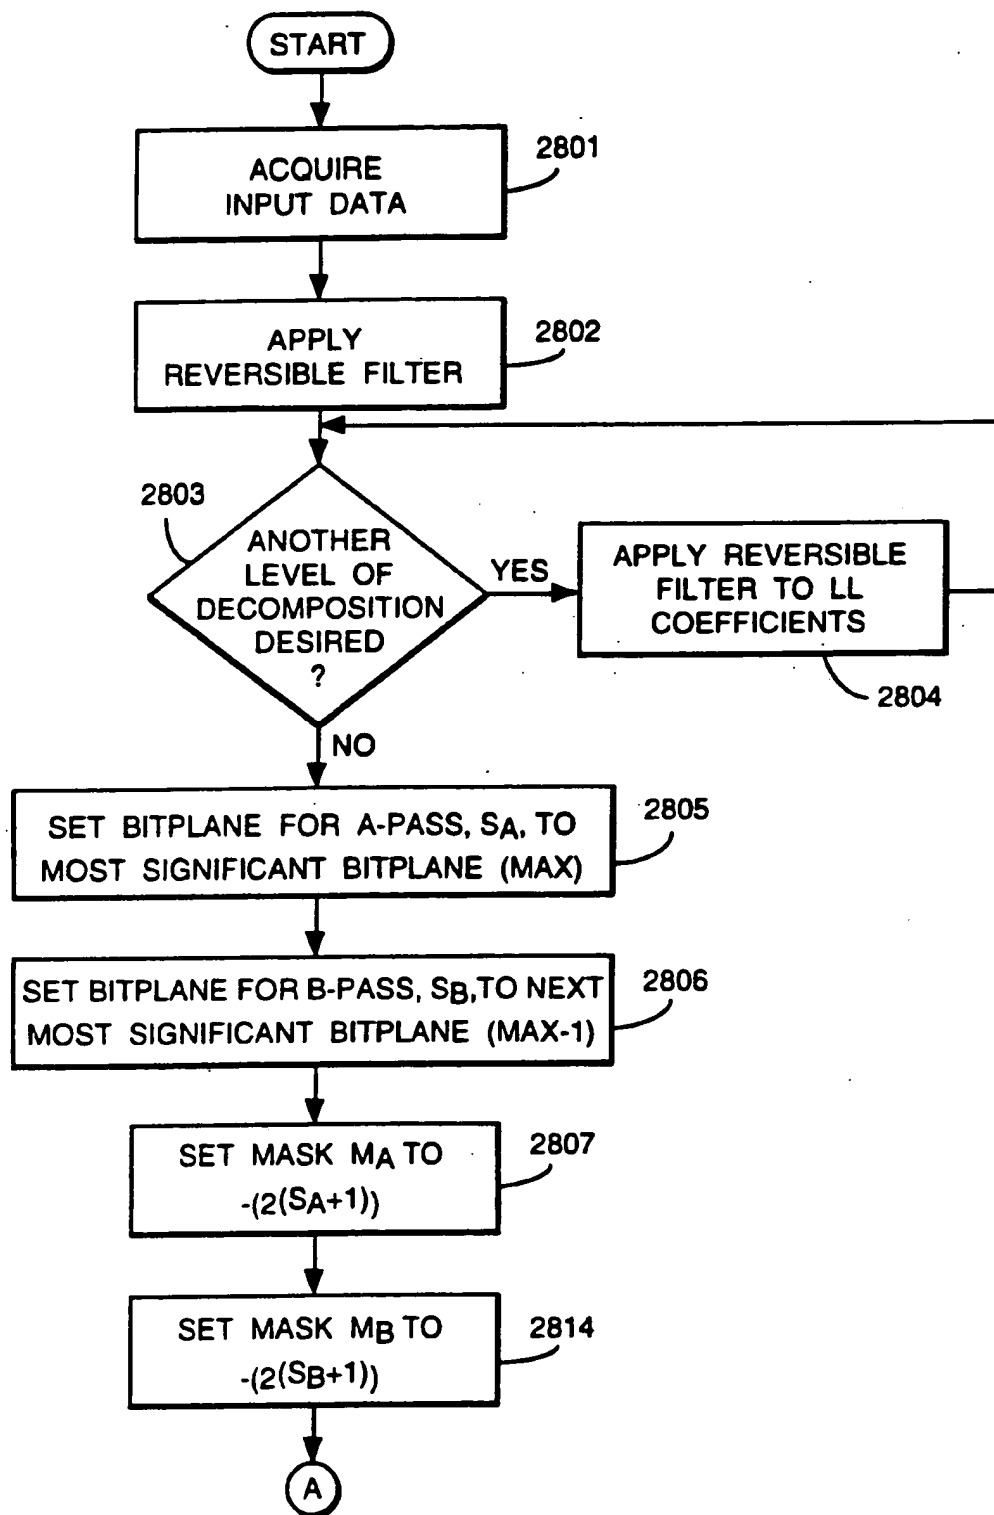 START
ACQUIRE
INPUT DATA
2801
APPLY
REVERSIBLE FILTER
2802
2803
ANOTHER
LEVEL OF
DECOMPOSITION
DESIRED
?
YES
APPLY REVERSIBLE
FILTER TO LL
COEFFICIENTS
2804
NO
SET BITPLANE FOR A-PASS, SA, TO
MOST SIGNIFICANT BITPLANE (MAX)
2805
SET BITPLANE FOR B-PASS, SB, TO NEXT
MOST SIGNIFICANT BITPLANE (MAX-1)
2806
SET MASK MA TO
-(2(SA+1))
2807
SET MASK MB TO
-(2(SB+1))
2814
A